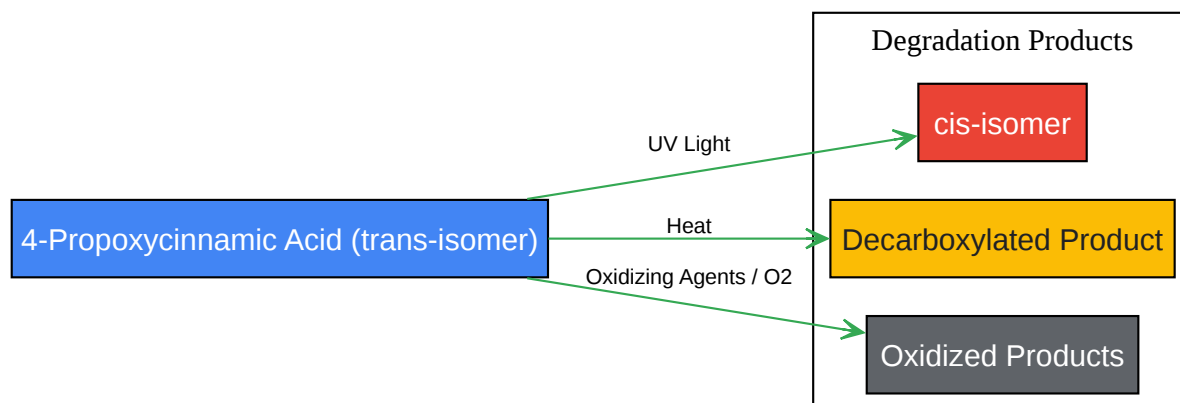 Degradation Products
cis-isomer
UV Light
4-Propoxycinnamic Acid (trans-isomer)
Heat
Decarboxylated Product
Oxidizing Agents / O2
Oxidized Products